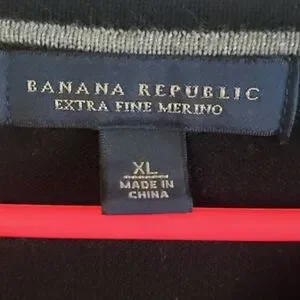 BANANA REPUBLIC
EXTRA FINE MERINO
XL
MADE IN
CHINA